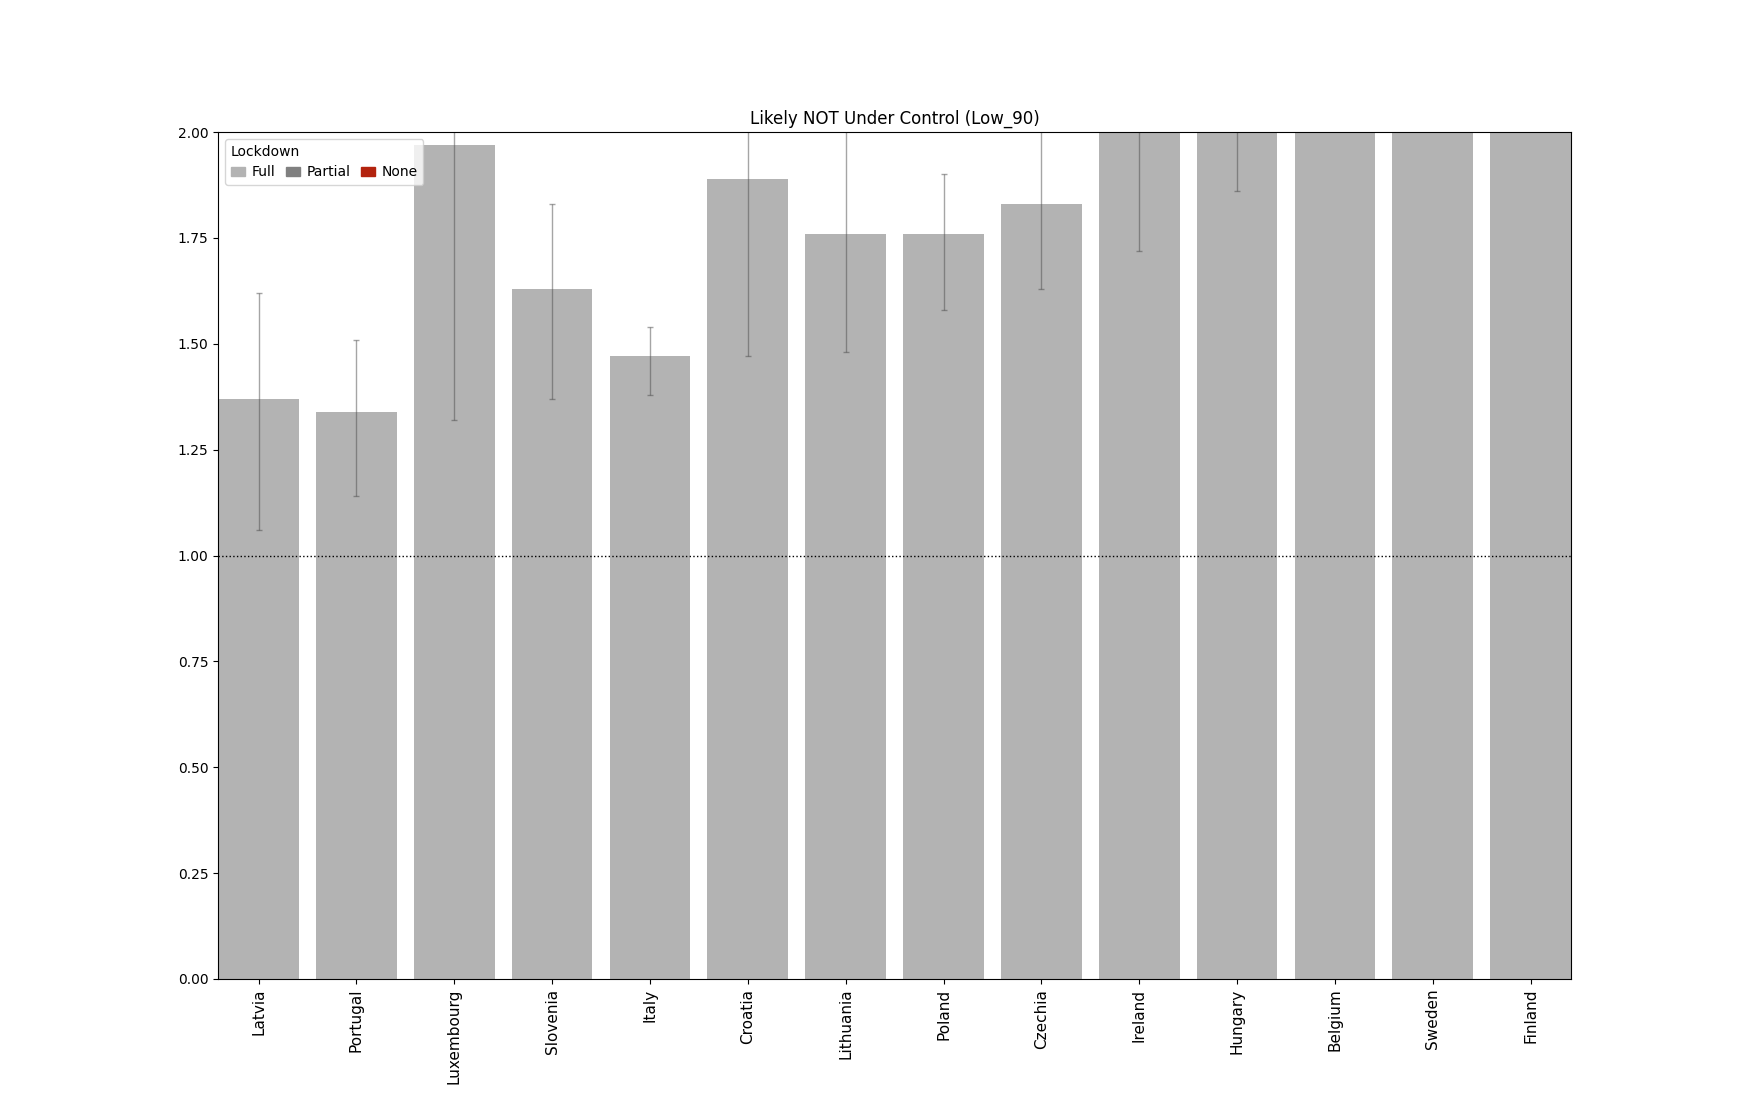 Likely NOT Under Control (Low_90)
Lockdown
Full Partial None
2.00
1.75
1.50
1.25
1.00
0.75
0.50
0.25
0.00
Latvia
Portugal
Luxembourg
Slovenia
Italy
Croatia
Lithuania
Poland
Czechia
Ireland
Hungary
Belgium
Sweden
Finland